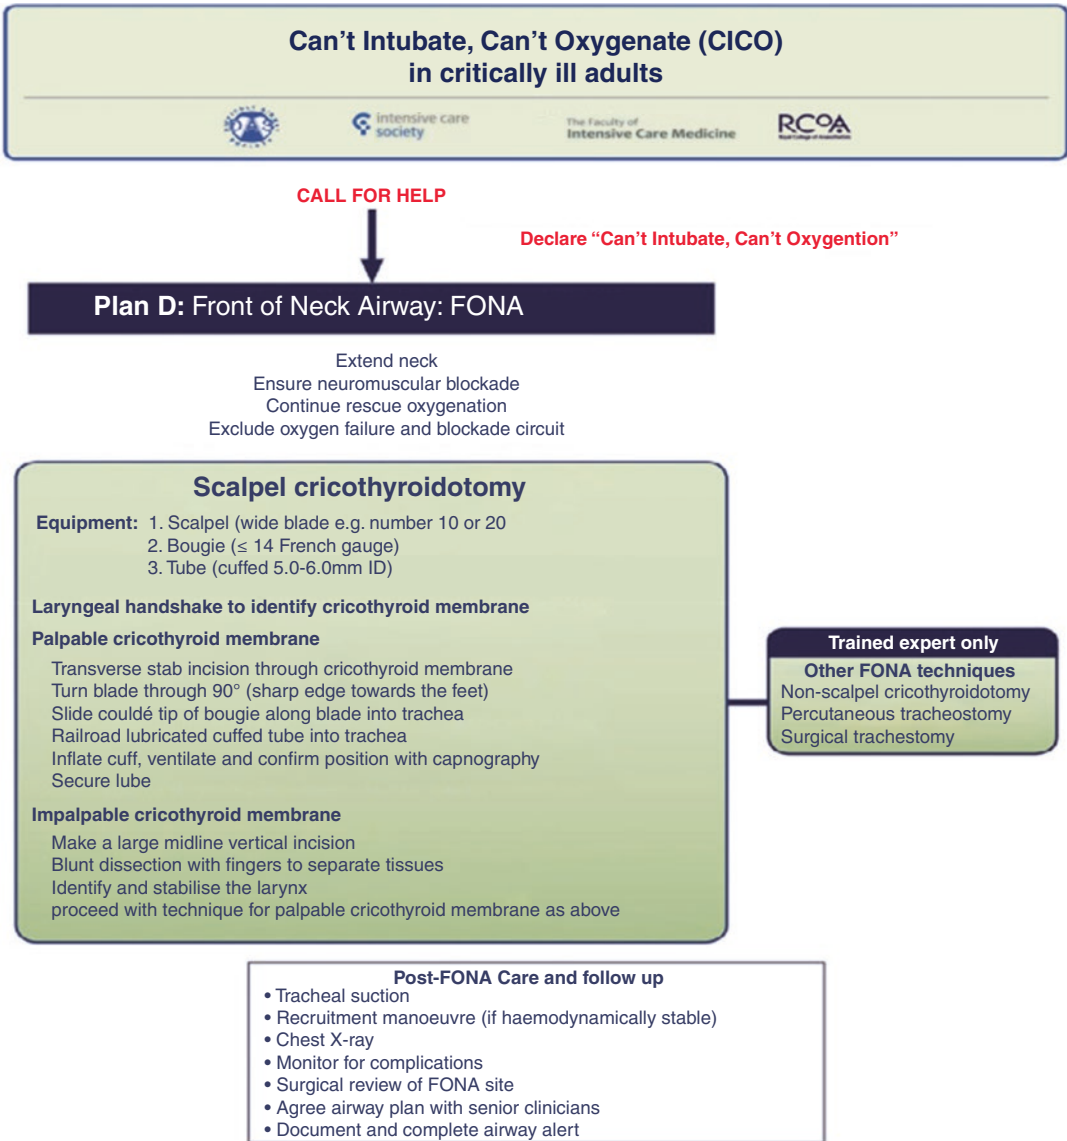 Can't Intubate, Can't Oxygenate (CICO)
in critically ill adults
intensive care
society
The Faculty of
Intensive Care Medicine
RCOA
Royal College of Anaesthetists
CALL FOR HELP
Declare “Can't Intubate, Can't Oxygention”
Plan D: Front of Neck Airway: FONA
Extend neck
Ensure neuromuscular blockade
Continue rescue oxygenation
Exclude oxygen failure and blockade circuit
Scalpel cricothyroidotomy
Equipment: 1. Scalpel (wide blade e.g. number 10 or 20
2. Bougie (≤ 14 French gauge)
3. Tube (cuffed 5.0-6.0mm ID)
Laryngeal handshake to identify cricothyroid membrane
Palpable cricothyroid membrane
Transverse stab incision through cricothyroid membrane
Turn blade through 90° (sharp edge towards the feet)
Slide couldé tip of bougie along blade into trachea
Railroad lubricated cuffed tube into trachea
Inflate cuff, ventilate and confirm position with capnography
Secure lube
Impalpable cricothyroid membrane
Make a large midline vertical incision
Blunt dissection with fingers to separate tissues
Identify and stabilise the larynx
proceed with technique for palpable cricothyroid membrane as above
Trained expert only
Other FONA techniques
Non-scalpel cricothyroidotomy
Percutaneous tracheostomy
Surgical trachestomy
Post-FONA Care and follow up
• Tracheal suction
• Recruitment manoeuvre (if haemodynamically stable)
• Chest X-ray
• Monitor for complications
• Surgical review of FONA site
• Agree airway plan with senior clinicians
• Document and complete airway alert